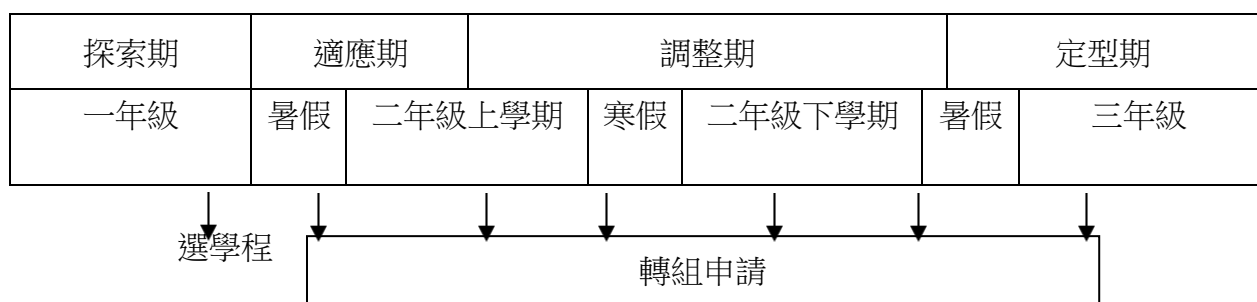 探索期 適應期 調整期 定型期
一年級 暑假 二年級上學期 寒假 二年級下學期 暑假 三年級
選學程
轉組申請